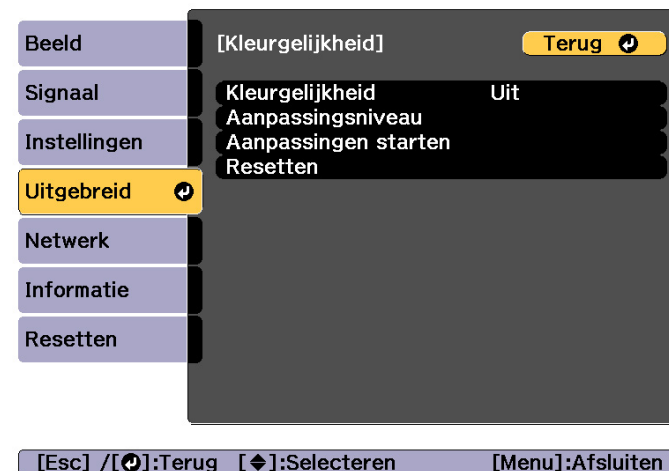 Beeld
Signaal
Instellingen
Uitgebreid
Netwerk
Informatie
Resetten
[Kleurgelijkheid] Terug
Kleurgelijkheid Uit
Aanpassingsniveau
Aanpassingen starten
Resetten
[Esc] /[]:Terug []:Selecteren [Menu]:Afsluiten